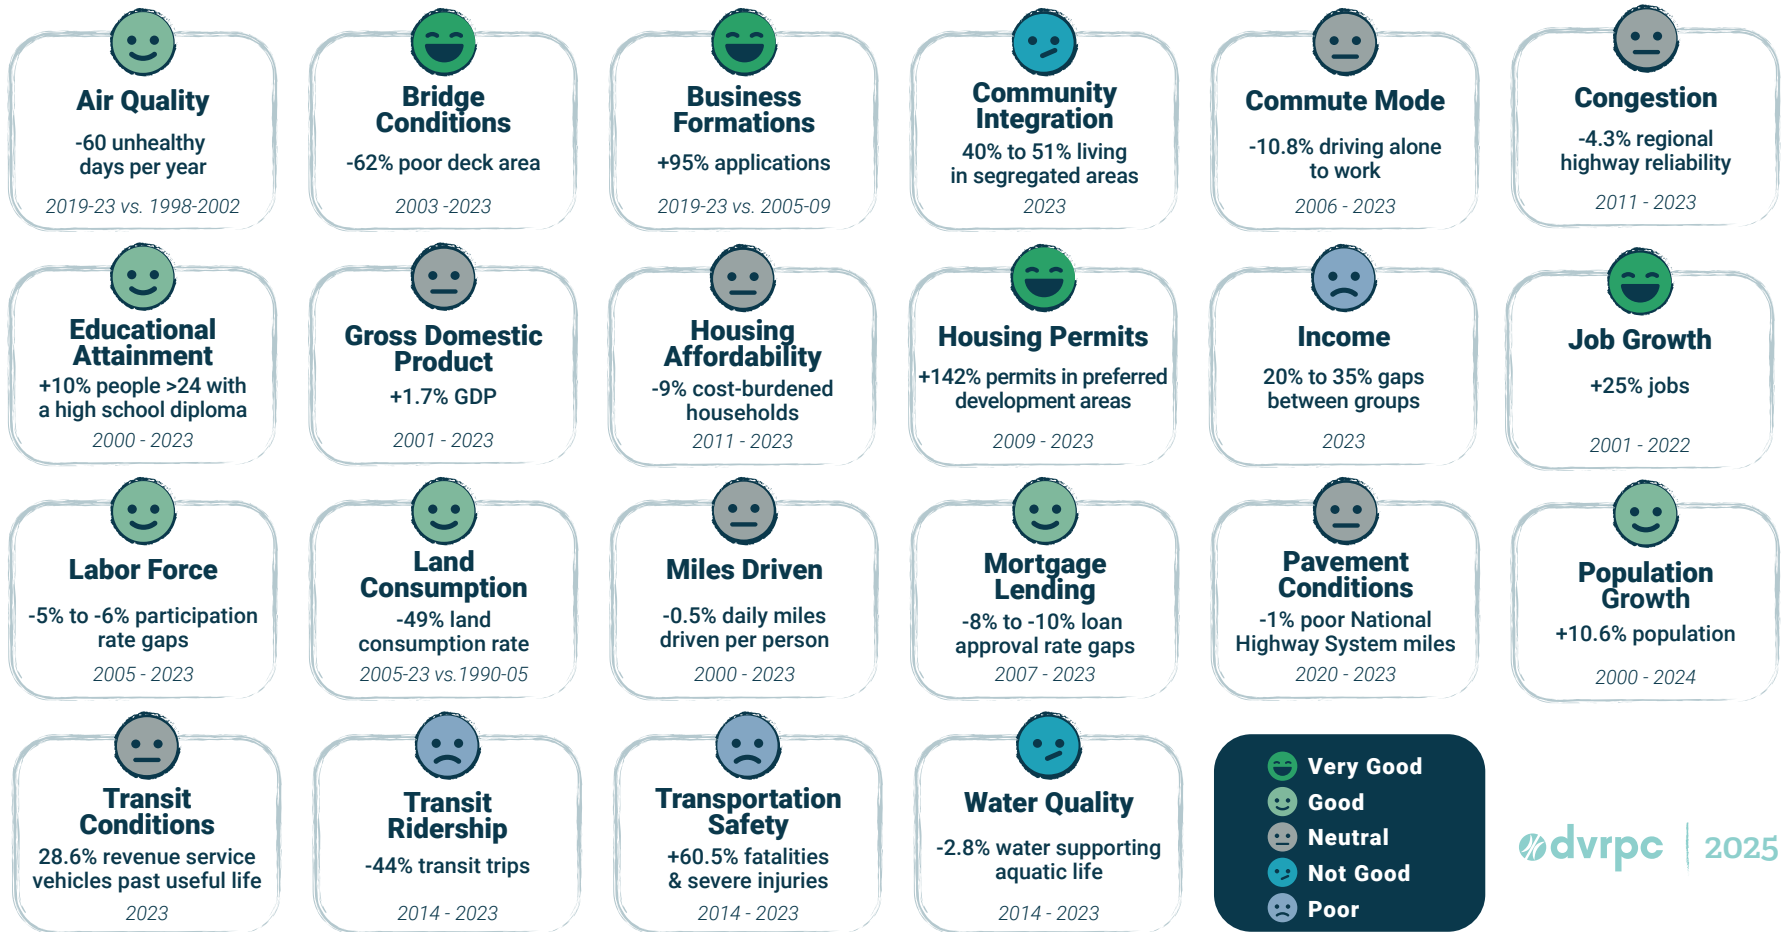 Air Quality
-60 unhealthy
days per year
2019-23 vs. 1998-2002
Bridge
Conditions
-62% poor deck area
2003 -2023
Business
Formations
+95% applications
2019-23 vs. 2005-09
Community
Integration
40% to 51% living
in segregated areas
2023
Commute Mode
-10.8% driving alone
to work
2006 - 2023
Congestion
-4.3% regional
highway reliability
2011 - 2023
Educational
Attainment
+10% people >24 with
a high school diploma
2000 - 2023
Gross Domestic
Product
+1.7% GDP
2001 - 2023
Housing
Affordability
-9% cost-burdened
households
2011 - 2023
Housing Permits
+142% permits in preferred
development areas
2009 - 2023
Income
20% to 35% gaps
between groups
2023
Job Growth
+25% jobs
2001 - 2022
Labor Force
-5% to -6% participation
rate gaps
2005 - 2023
Land
Consumption
-49% land
consumption rate
2005-23 vs.1990-05
Miles Driven
-0.5% daily miles
driven per person
2000 - 2023
Mortgage
Lending
-8% to -10% loan
approval rate gaps
2007 - 2023
Pavement
Conditions
-1% poor National
Highway System miles
2020 - 2023
Population
Growth
+10.6% population
2000 - 2024
Transit
Conditions
28.6% revenue service
vehicles past useful life
2023
Transit
Ridership
-44% transit trips
2014 - 2023
Transportation
Safety
+60.5% fatalities
& severe injuries
2014 - 2023
Water Quality
-2.8% water supporting
aquatic life
2014 - 2023
Very Good
Good
Neutral
Not Good
Poor
dvrpc | 2025